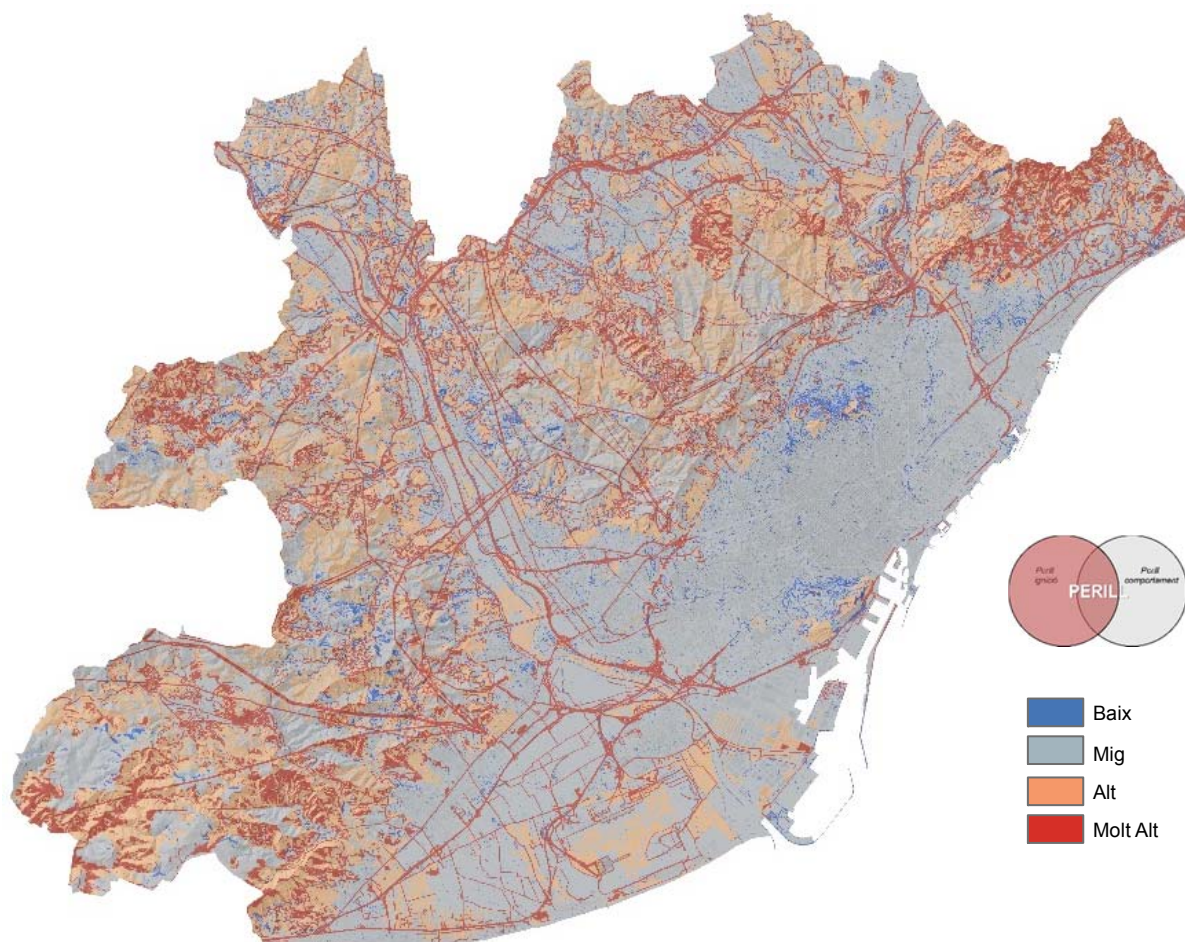 Perill
ignició
Perill
comportament
PERILL
Baix
Mig
Alt
Molt Alt